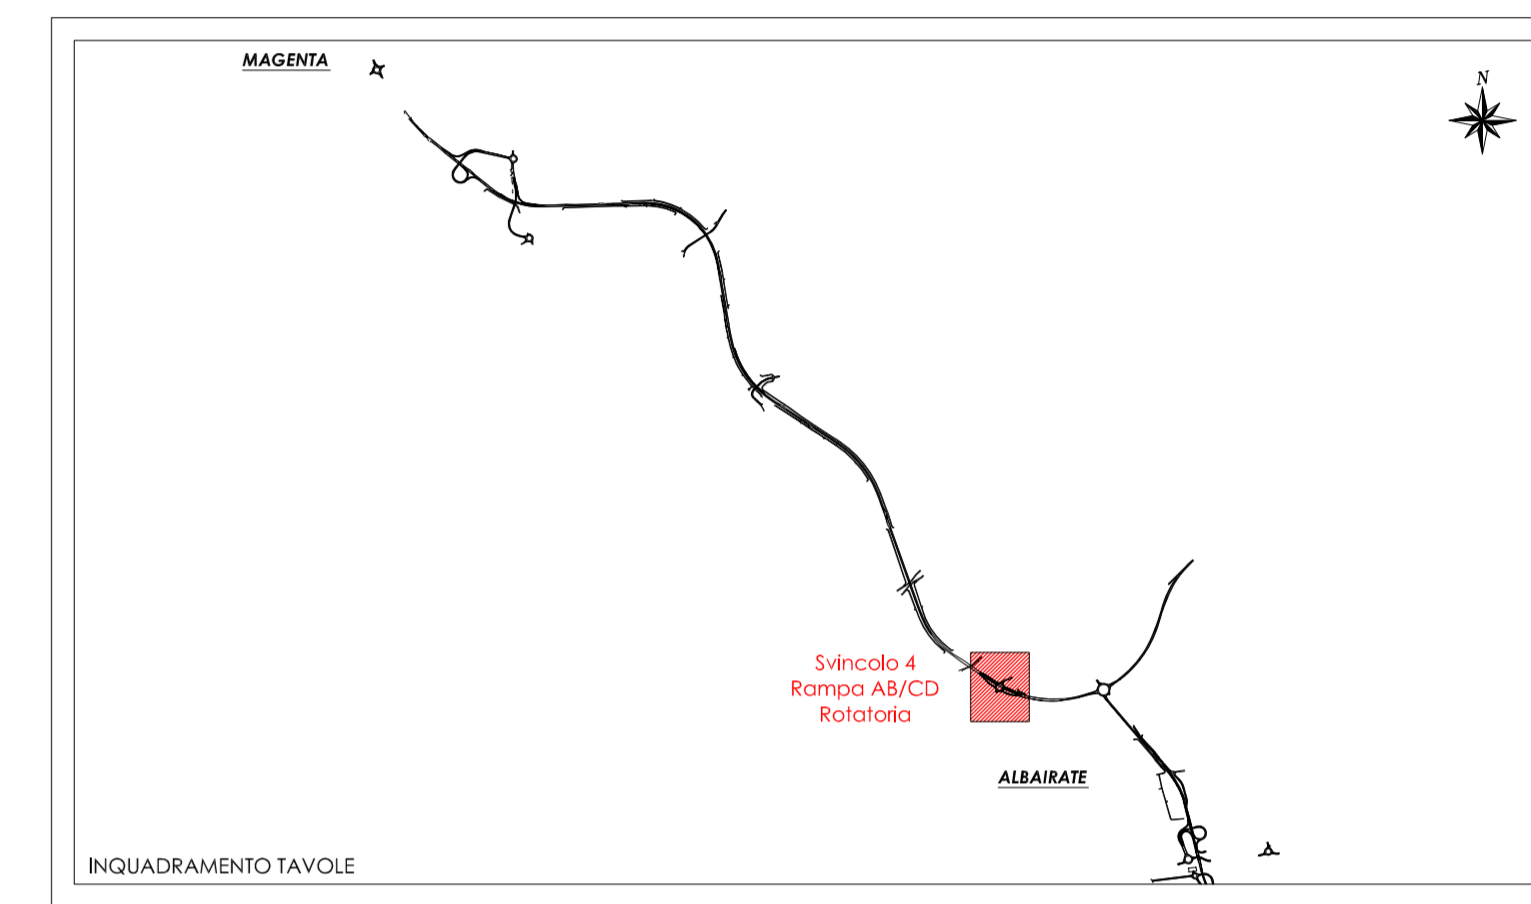 MAGENTA
N
Svincolo 4
Rampa AB/CD
Rotatoria
ALBAIRATE
INQUADRAMENTO TAVOLE